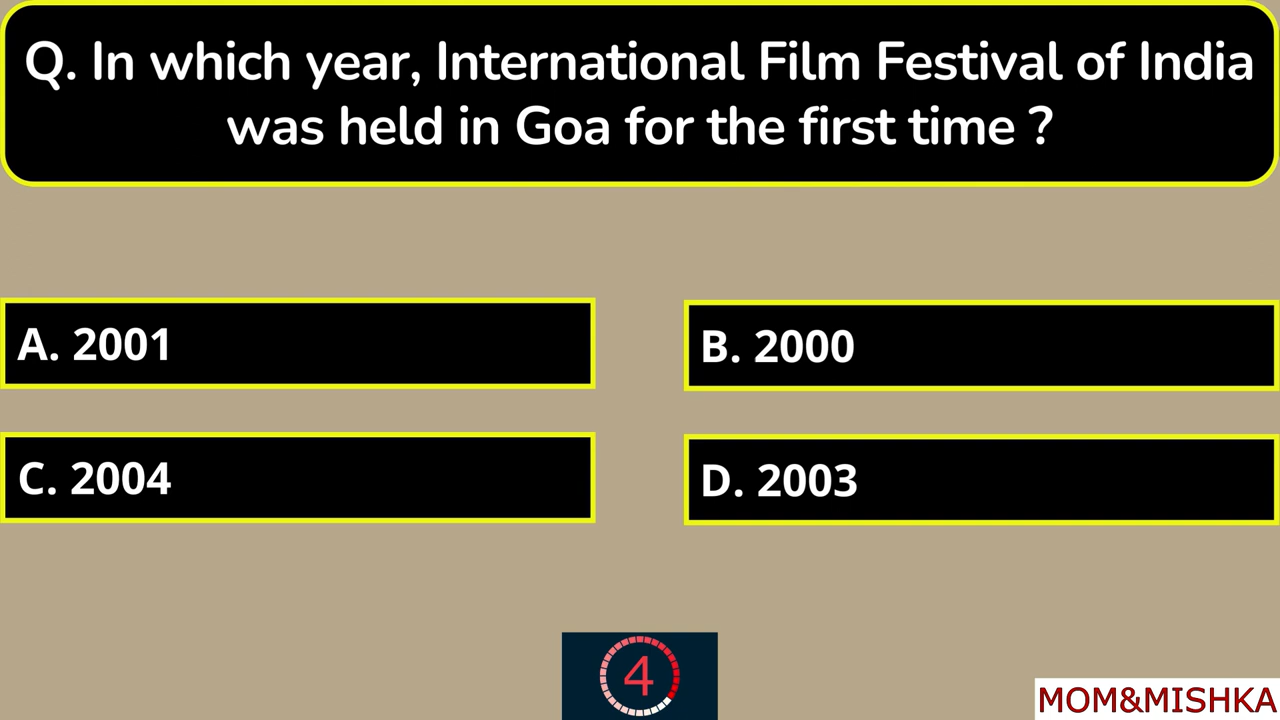 Q. In which year, International Film Festival of India
was held in Goa for the first time ?
A. 2001
B. 2000
C. 2004
D. 2003
4
MOM&MISHKA